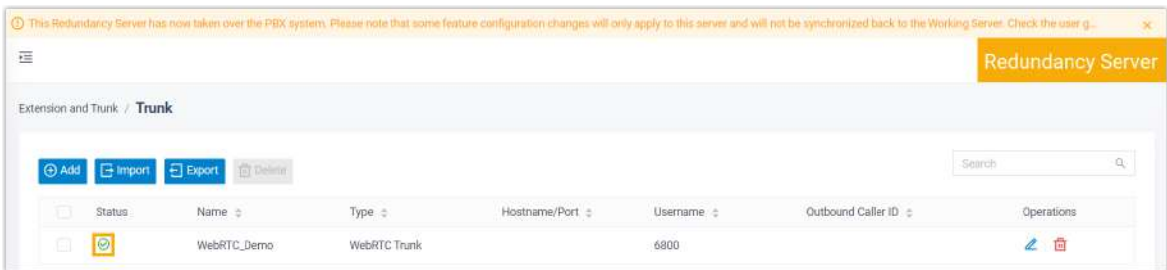 This Redundancy Server has now taken over the PBX system. Please note that some feature configuration changes will only apply to this server and will not be synchronized back to the Working Server. Check the user g...
Redundancy Server
Extension and Trunk / Trunk
Add Import Export Delete Search
Status Name Type Hostname/Port Username Outbound Caller ID Operations
WebRTC_Demo WebRTC Trunk 6800